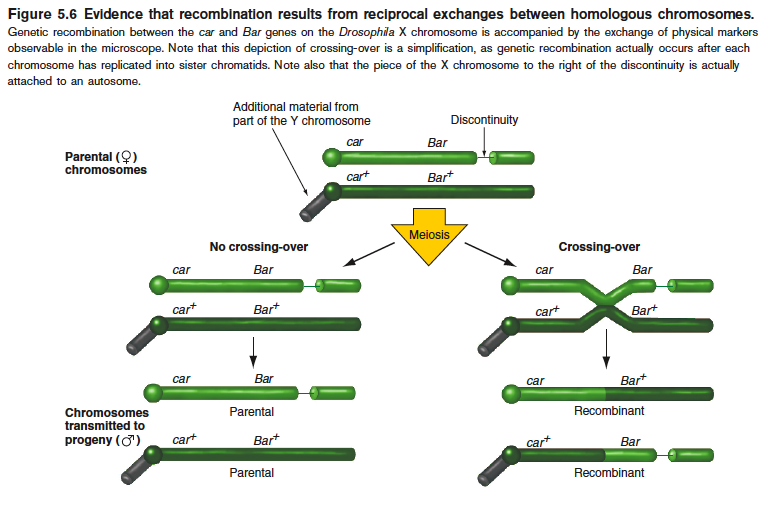 Figure 5.6 Evidence that recombination results from reciprocal exchanges between homologous chromosomes.
Genetic recombination between the car and Bar genes on the Drosophila X chromosome is accompanied by the exchange of physical markers
observable in the microscope. Note that this depiction of crossing-over is a simplification, as genetic recombination actually occurs after each
chromosome has replicated into sister chromatids. Note also that the piece of the X chromosome to the right of the discontinuity is actually
attached to an autosome.
Additional material from
part of the Y chromosome
Discontinuity
Parental (♀)
chromosomes
car Bar
car+ Bar+
Meiosis
No crossing-over
Crossing-over
car Bar
car+ Bar+
car Bar
car+ Bar+
Chromosomes
transmitted to
progeny (♂)
car Bar
Parental
car+ Bar+
Parental
car Bar+
Recombinant
car+ Bar
Recombinant